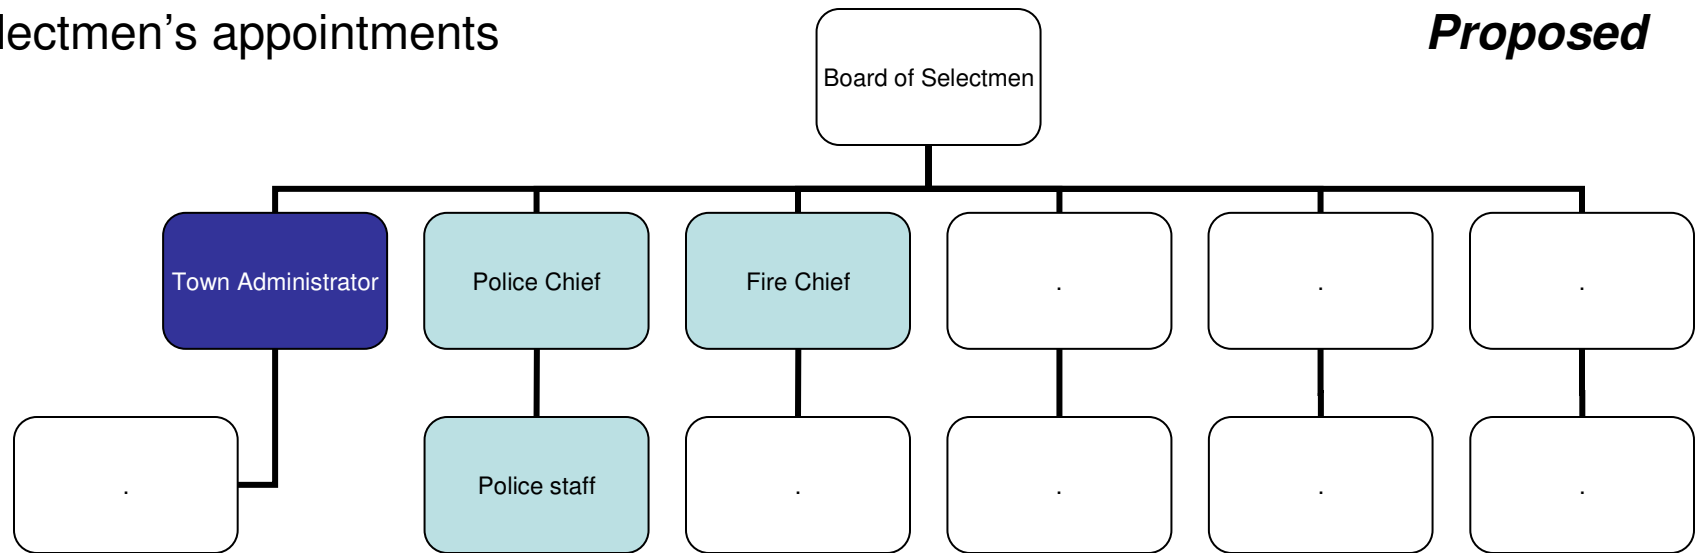 lectmen’s appointments
Proposed
Board of Selectmen
Town Administrator
Police Chief
Fire Chief
.
.
.
.
Police staff
.
.
.
.